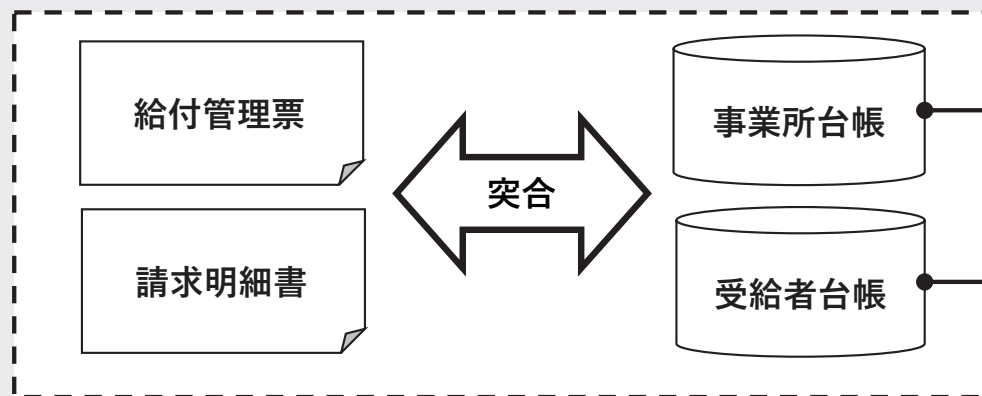 給付管理票
事業所台帳
突合
請求明細書
受給者台帳